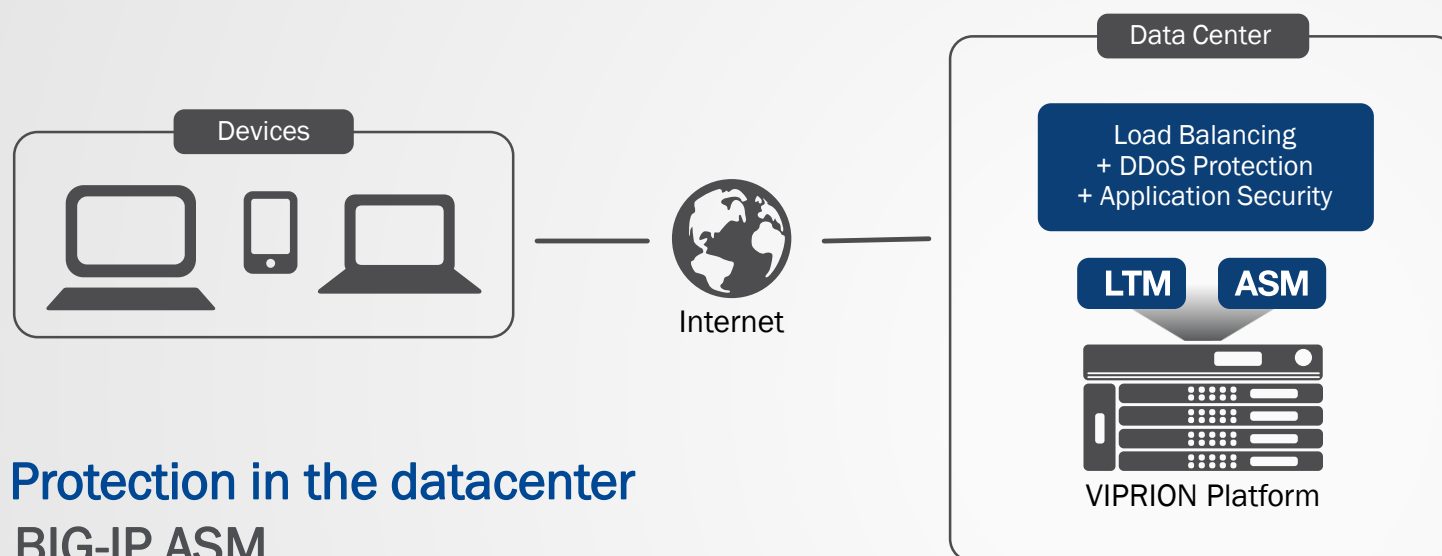 Data Center
Devices
Load Balancing
+ DDoS Protection
+ Application Security
LTM ASM
Internet
VIPRION Platform
Protection in the datacenter
BIG-IP ASM